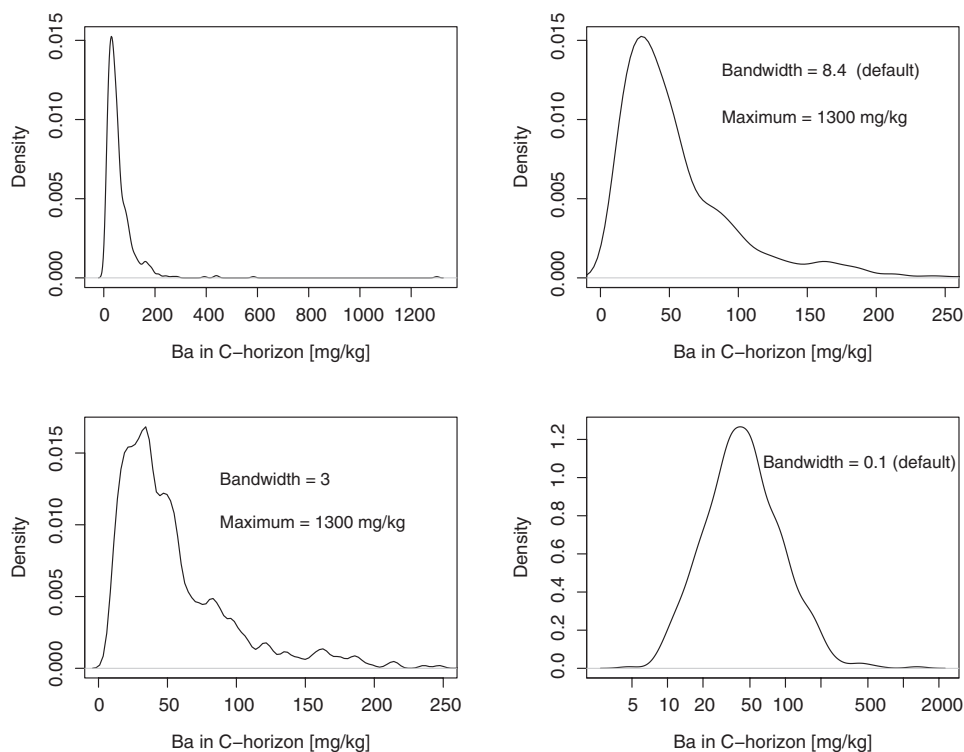 Density
0.000 0.005 0.010 0.015
0 200 400 600 800 1000 1200
Ba in C−horizon [mg/kg]
Density
0.000 0.005 0.010 0.015
Bandwidth = 8.4 (default)
Maximum = 1300 mg/kg
0 50 100 150 200 250
Ba in C−horizon [mg/kg]
Density
0.000 0.005 0.010 0.015
Bandwidth = 3
Maximum = 1300 mg/kg
0 50 100 150 200 250
Ba in C−horizon [mg/kg]
Density
0.0 0.2 0.4 0.6 0.8 1.0 1.2
Bandwidth = 0.1 (default)
5 10 20 50 100 500 2000
Ba in C−horizon [mg/kg]